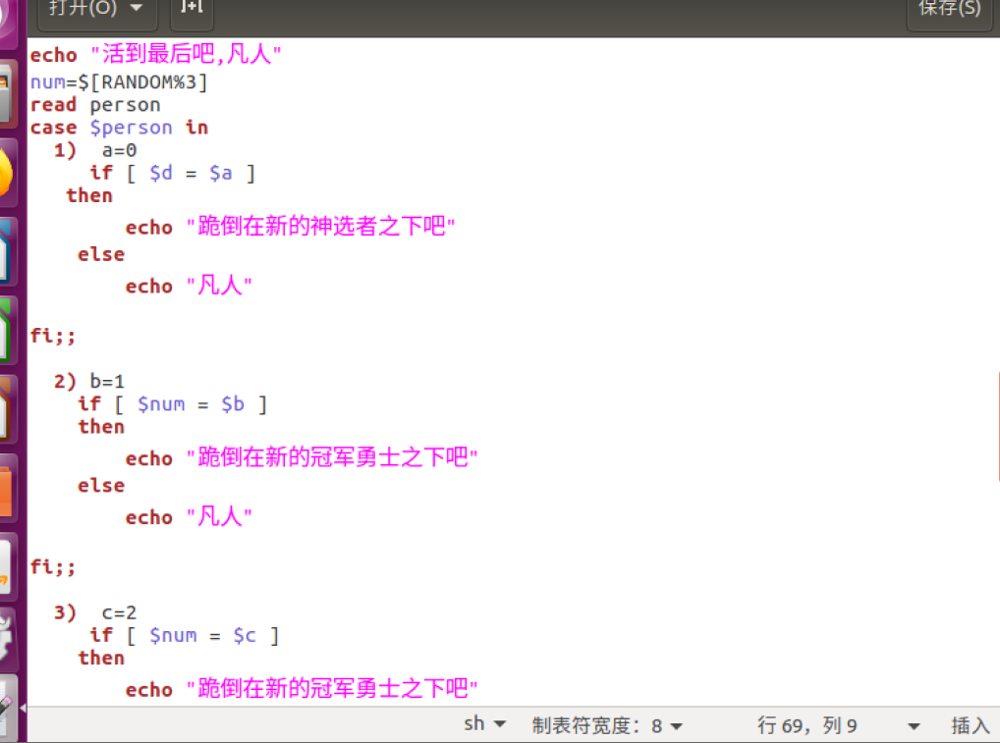 打开(O)
保存(S)
echo "活到最后吧,凡人"
num=$[RANDOM%3]
read person
case $person in
1) a=0
if [ $d = $a ]
then
echo "跪倒在新的神选者之下吧"
else
echo "凡人"
fi;;
2) b=1
if [ $num = $b ]
then
echo "跪倒在新的冠军勇士之下吧"
else
echo "凡人"
fi;;
3) c=2
if [ $num = $c ]
then
echo "跪倒在新的冠军勇士之下吧"
sh 制表符宽度: 8 行 69, 列 9 插入